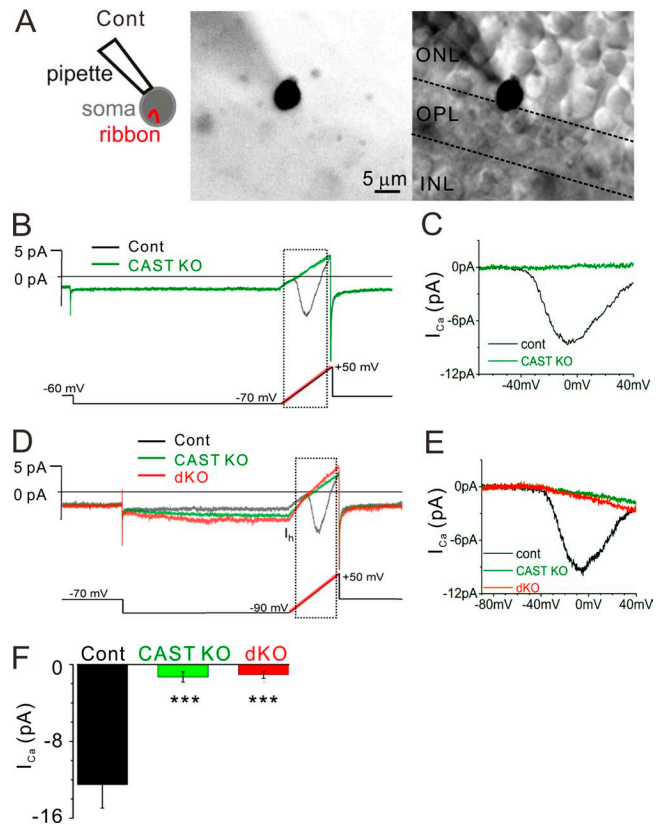 A
Cont
pipette
soma
ribbon
5 µm
ONL
OPL
INL
B
5 pA
0 pA
Cont
CAST KO
-60 mV
-70 mV
+50 mV
C
0pA
-6pA
-12pA
I Ca (pA)
cont
CAST KO
-40mV 0mV 40mV
D
5 pA
0 pA
Cont
CAST KO
dKO
Ih
-70 mV
-90 mV
+50 mV
E
0pA
-6pA
-12pA
I Ca (pA)
cont
CAST KO
dKO
-80mV -40mV 0mV 40mV
F
Cont CAST KO dKO
0
-8
-16
I Ca (pA)
*** ***